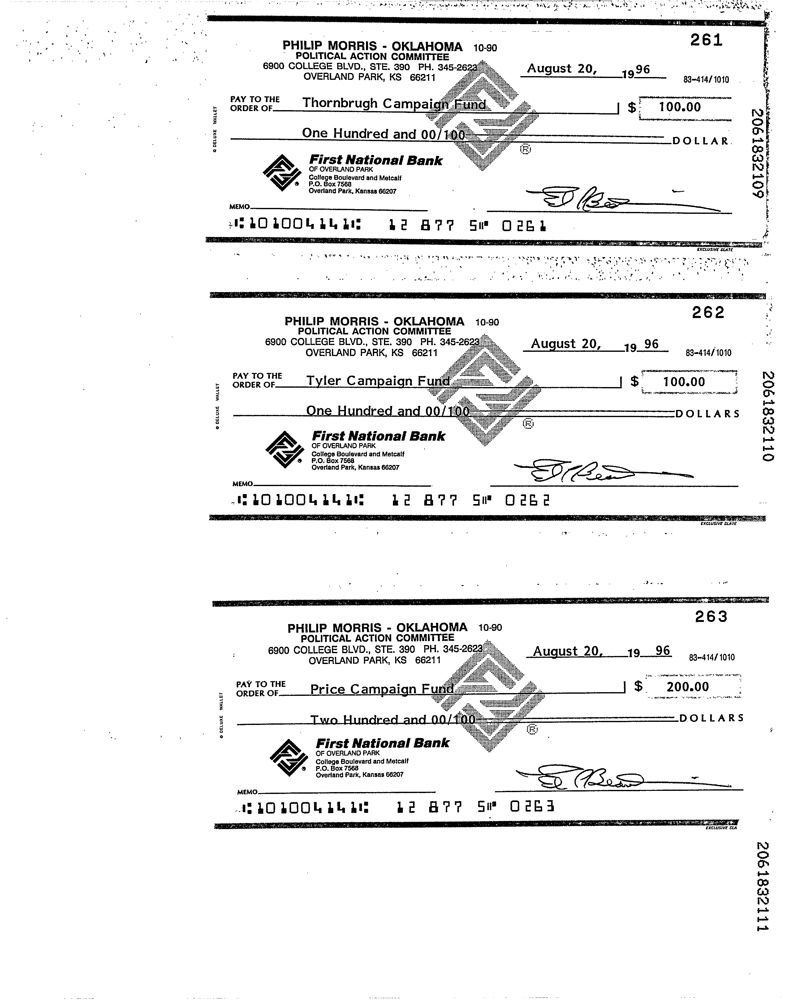 261
PHILIP MORRIS - OKLAHOMA 10-90
POLITICAL ACTION COMMITTEE
6900 COLLEGE BLVD., STE. 390 PH. 345-2623
OVERLAND PARK, KS 66211
August 20, 1996
83-414/1010
PAY TO THE
ORDER OF Thornbrugh Campaign Fund $ 100.00
One Hundred and 00/100 DOLLAR
© DELUXE WALLET
First National Bank
OF OVERLAND PARK
College Boulevard and Metcalf
P.O. Box 7568
Overland Park, Kansas 66207
MEMO
⑆101004141⑆ 12 877 5⑈ 0261
EXCLUSIVE SLATE
2061832109
262
PHILIP MORRIS - OKLAHOMA 10-90
POLITICAL ACTION COMMITTEE
6900 COLLEGE BLVD., STE. 390 PH. 345-2623
OVERLAND PARK, KS 66211
August 20, 19 96
83-414/1010
PAY TO THE
ORDER OF Tyler Campaign Fund $ 100.00
One Hundred and 00/100 DOLLARS
© DELUXE WALLET
First National Bank
OF OVERLAND PARK
College Boulevard and Metcalf
P.O. Box 7568
Overland Park, Kansas 66207
MEMO
⑆101004141⑆ 12 877 5⑈ 0262
EXCLUSIVE SLATE
2061832110
263
PHILIP MORRIS - OKLAHOMA 10-90
POLITICAL ACTION COMMITTEE
6900 COLLEGE BLVD., STE. 390 PH. 345-2623
OVERLAND PARK, KS 66211
August 20, 19 96
83-414/1010
PAY TO THE
ORDER OF Price Campaign Fund $ 200.00
Two Hundred and 00/100 DOLLARS
© DELUXE WALLET
First National Bank
OF OVERLAND PARK
College Boulevard and Metcalf
P.O. Box 7568
Overland Park, Kansas 66207
MEMO
⑆101004141⑆ 12 877 5⑈ 0263
EXCLUSIVE SLA
2061832111